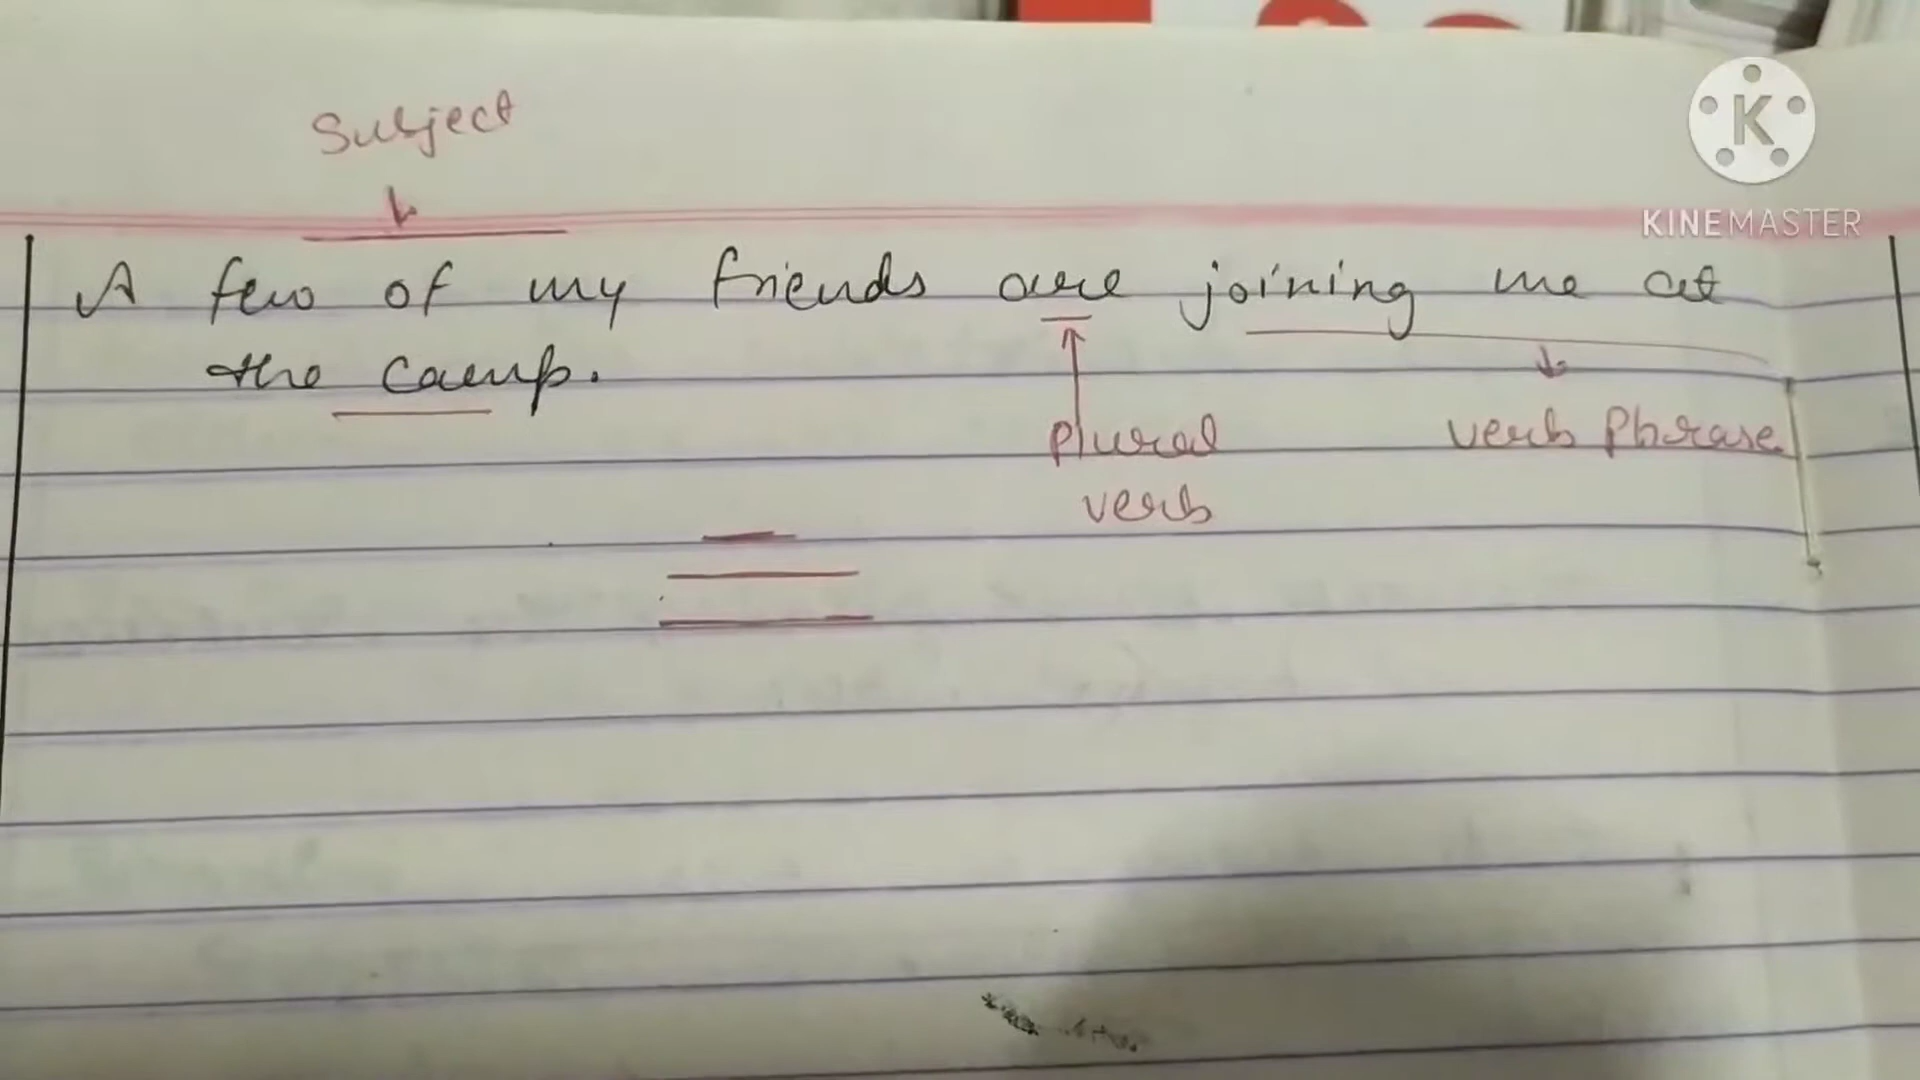 Subject
A few of my friends are joining me at
the camp.
Plural
verb
verb Phrase
K
KINEMASTER